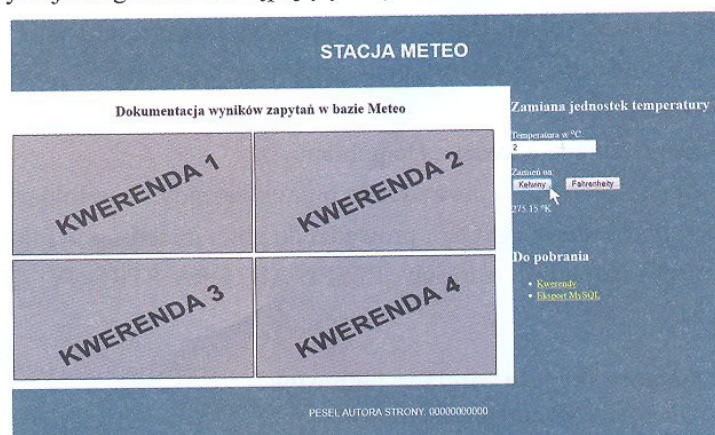 STACJA METEO
Dokumentacja wyników zapytań w bazie Meteo
KWERENDA 1
KWERENDA 2
KWERENDA 3
KWERENDA 4
Zamiana jednostek temperatury
Temperatura w °C:
2
Zamień na:
Kelwiny Fahrenheity
275.15 °K
Do pobrania
• Kwerendy
• Eksport MySQL
PESEL AUTORA STRONY: 00000000000